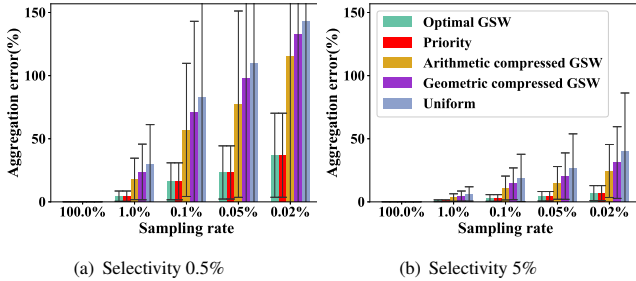 Aggregation error(%)
150
100
50
0
100.0% 1.0% 0.1% 0.05% 0.02%
Sampling rate
(a) Selectivity 0.5%
Aggregation error(%)
150
100
50
0
Optimal GSW
Priority
Arithmetic compressed GSW
Geometric compressed GSW
Uniform
100.0% 1.0% 0.1% 0.05% 0.02%
Sampling rate
(b) Selectivity 5%